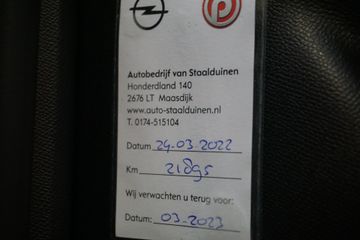 Autobedrijf van Staalduinen
Honderdland 140
2676 LT Maasdijk
www.auto-staalduinen.nl
T. 0174-515104
Datum 29-03-2022
Km 21895
Wij verwachten u terug voor:
Datum: 03-2023